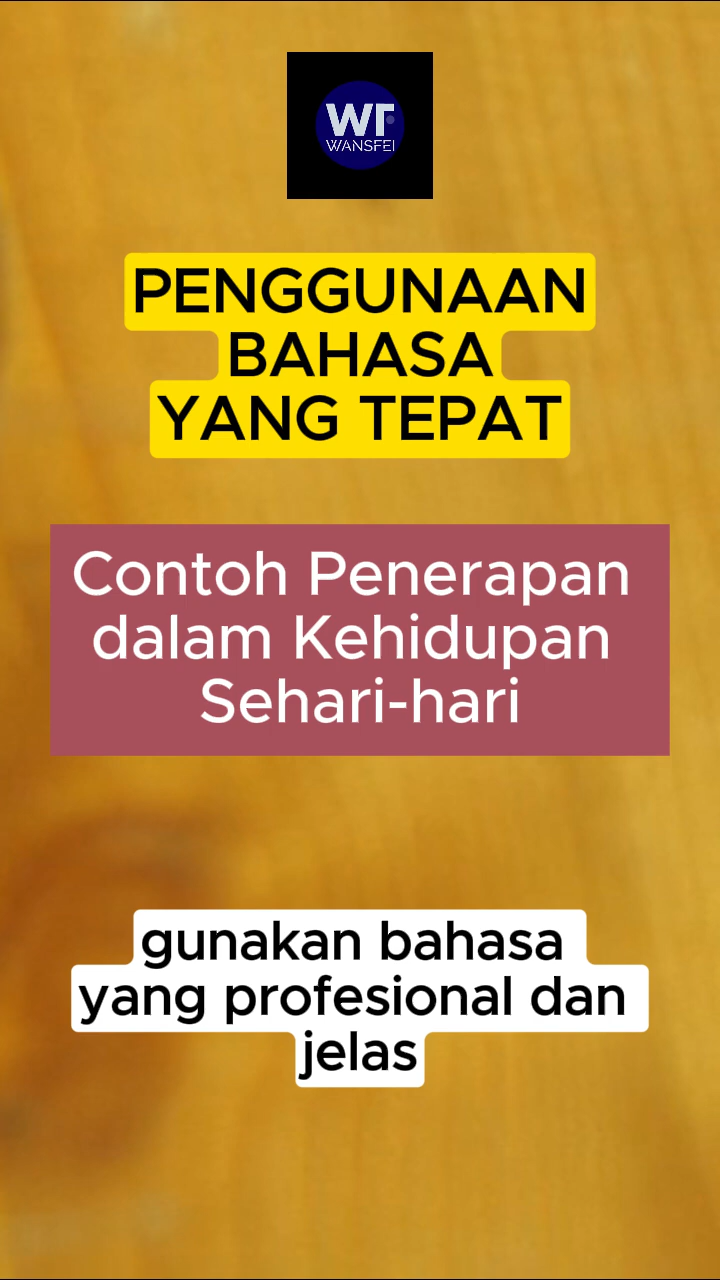 WF
WANSFEI
PENGGUNAAN
BAHASA
YANG TEPAT
Contoh Penerapan
dalam Kehidupan
Sehari-hari
gunakan bahasa
yang profesional dan
jelas